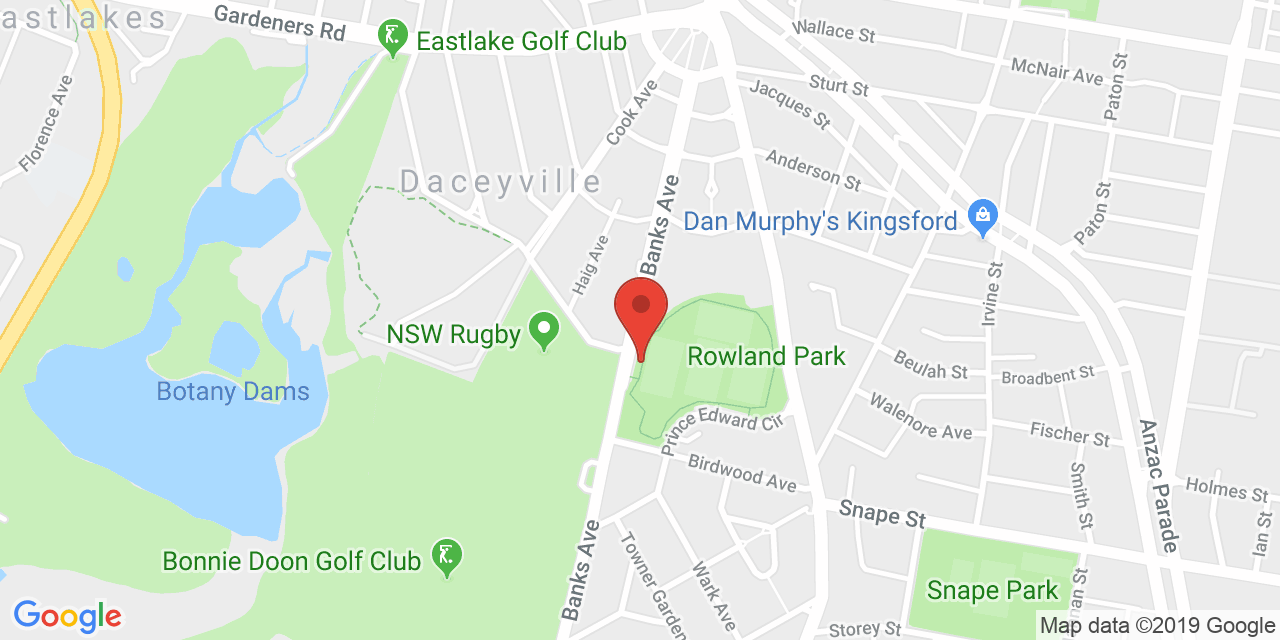 astlakes
Gardeners Rd
Eastlake Golf Club
Wallace St
McNair Ave
Paton St
Sturt St
Jacques St
Florence Ave
Cook Ave
Anderson St
Daceyville
Banks Ave
Paton St
Dan Murphy's Kingsford
Haig Ave
Irvine St
NSW Rugby
Rowland Park
Beulah St
Broadbent St
Botany Dams
Walenore Ave
Prince Edward Cir
Fischer St
Anzac Parade
Birdwood Ave
Smith St
Holmes St
Snape St
Ian St
Banks Ave
Bonnie Doon Golf Club
Towner Garden
Wark Ave
Snape Park
nan St
Storey St
Google
Map data ©2019 Google